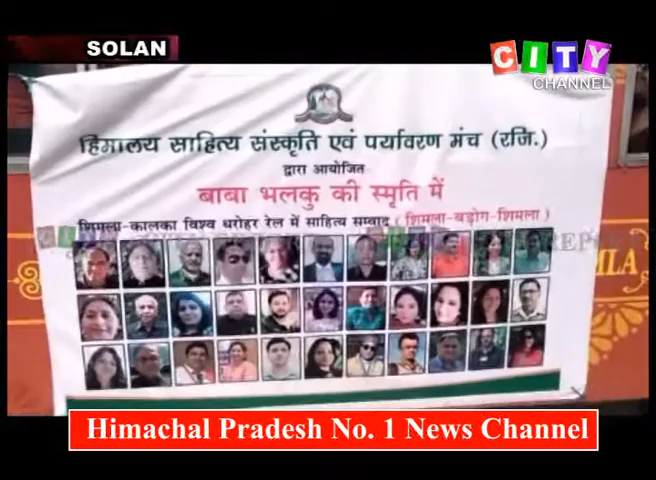 SOLAN
CITY
CHANNEL
हिमालय साहित्य संस्कृति एवं पर्यावरण मंच (रजि.)
द्वारा आयोजित
बाबा भलकु की स्मृति में
शिमला-कालका विश्व धरोहर रेल में साहित्य सम्वाद (शिमला-बड़ोग-शिमला)
Himachal Pradesh No. 1 News Channel